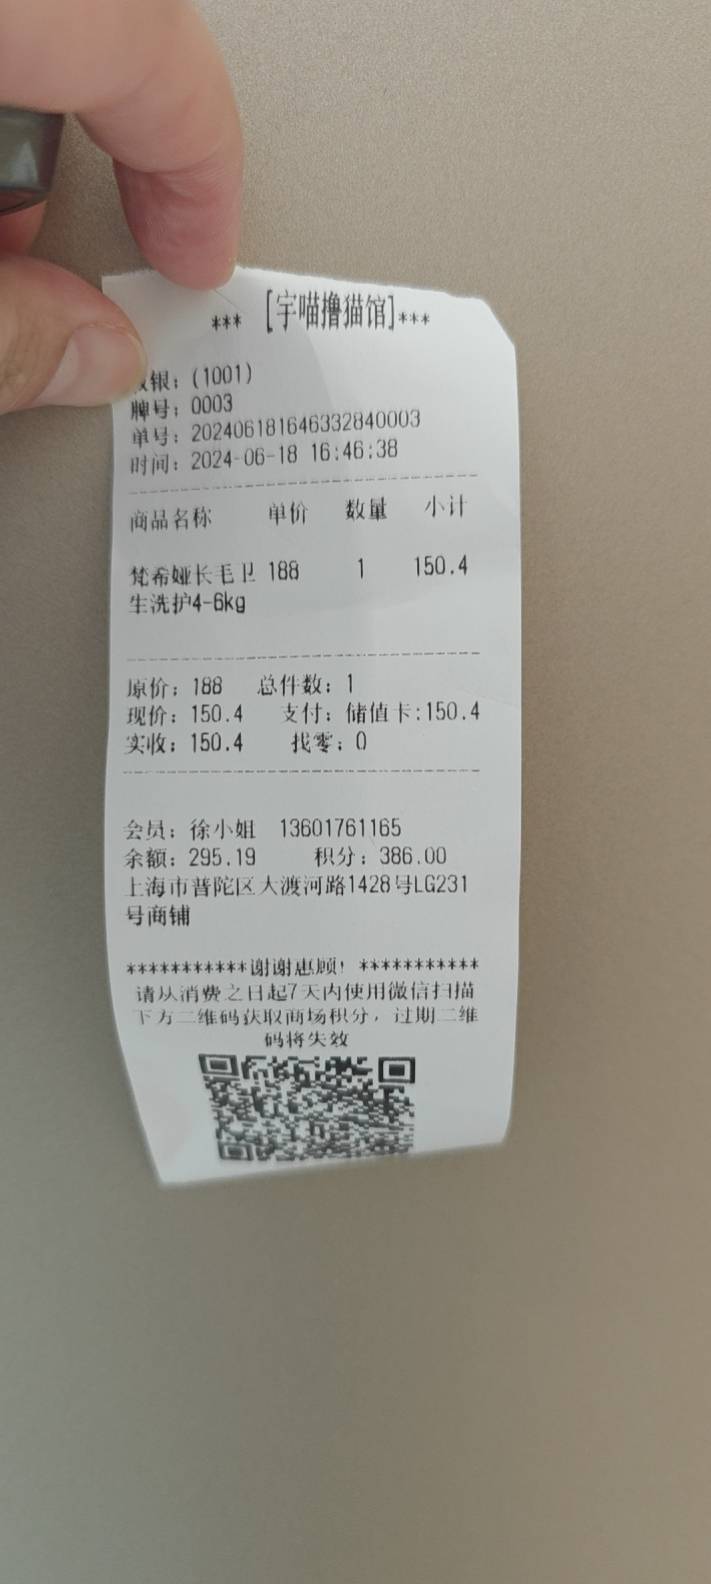 *** [宇喵撸猫馆]***
银：(1001)
牌号：0003
单号：202406181646332840003
时间：2024-06-18 16:46:38
商品名称 单价 数量 小计
梵希娅长毛卫 188 1 150.4
生洗护4-6kg
原价：188 总件数：1
现价：150.4 支付：储值卡:150.4
实收：150.4 找零：0
会员：徐小姐 13601761165
余额：295.19 积分：386.00
上海市普陀区大渡河路1428号LG231
号商铺
***********谢谢惠顾！***********
请从消费之日起7天内使用微信扫描
下方二维码获取商场积分，过期二维
码将失效